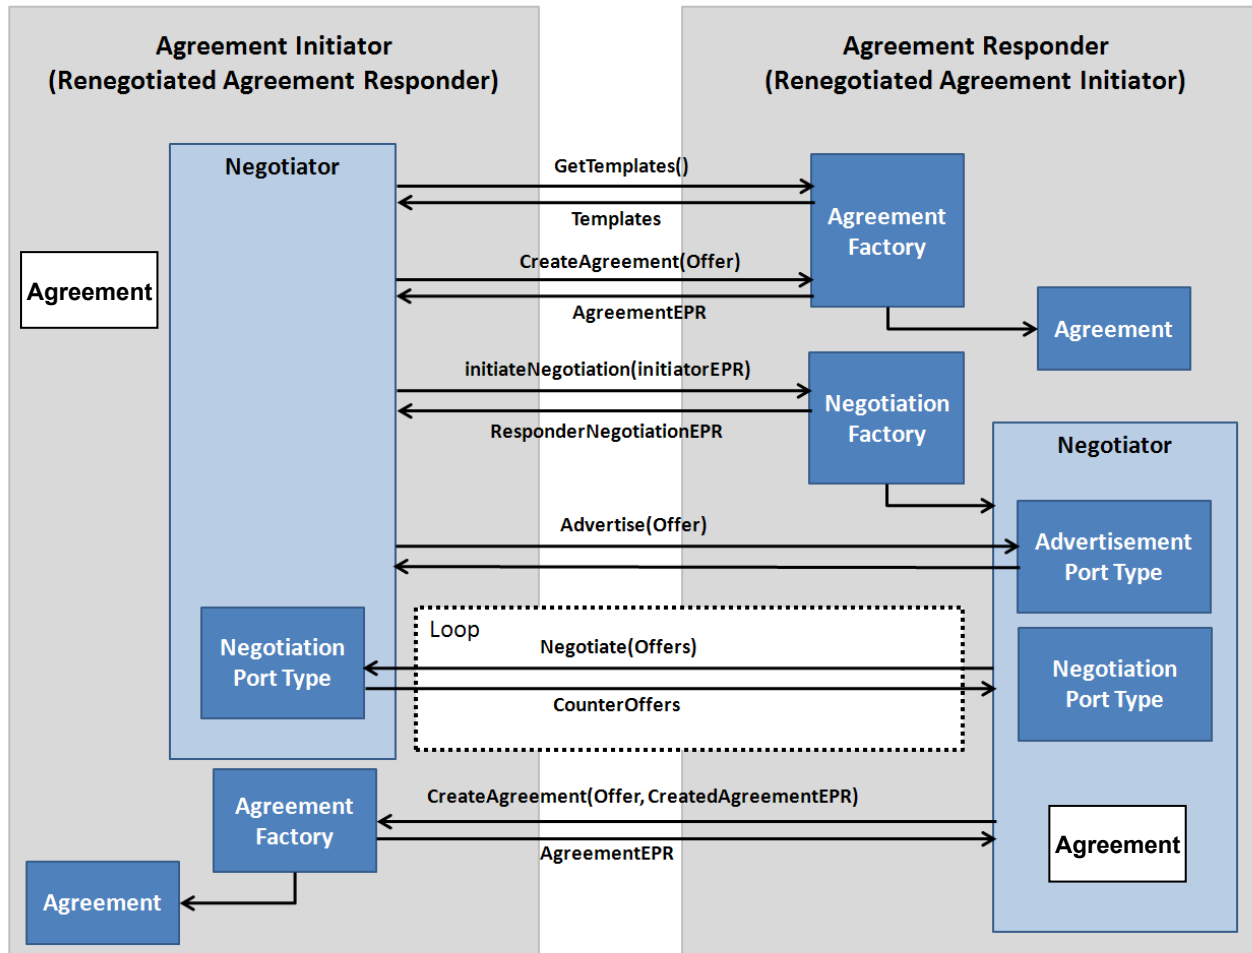 Agreement Initiator
(Renegotiated Agreement Responder)
Agreement Responder
(Renegotiated Agreement Initiator)
Negotiator
GetTemplates()
Templates
Agreement
Factory
CreateAgreement(Offer)
AgreementEPR
Agreement
Agreement
initiateNegotiation(initiatorEPR)
ResponderNegotiationEPR
Negotiation
Factory
Negotiator
Advertise(Offer)
Advertisement
Port Type
Loop
Negotiate(Offers)
CounterOffers
Negotiation
Port Type
Negotiation
Port Type
CreateAgreement(Offer, CreatedAgreementEPR)
AgreementEPR
Agreement
Factory
Agreement
Agreement